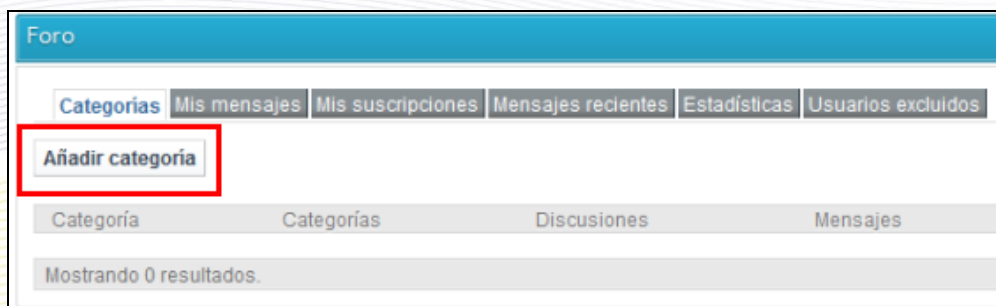 Foro
Categorias Mis mensajes Mis suscripciones Mensajes recientes Estadísticas Usuarios excluidos
Añadir categoría
Categoría Categorías Discusiones Mensajes
Mostrando 0 resultados.